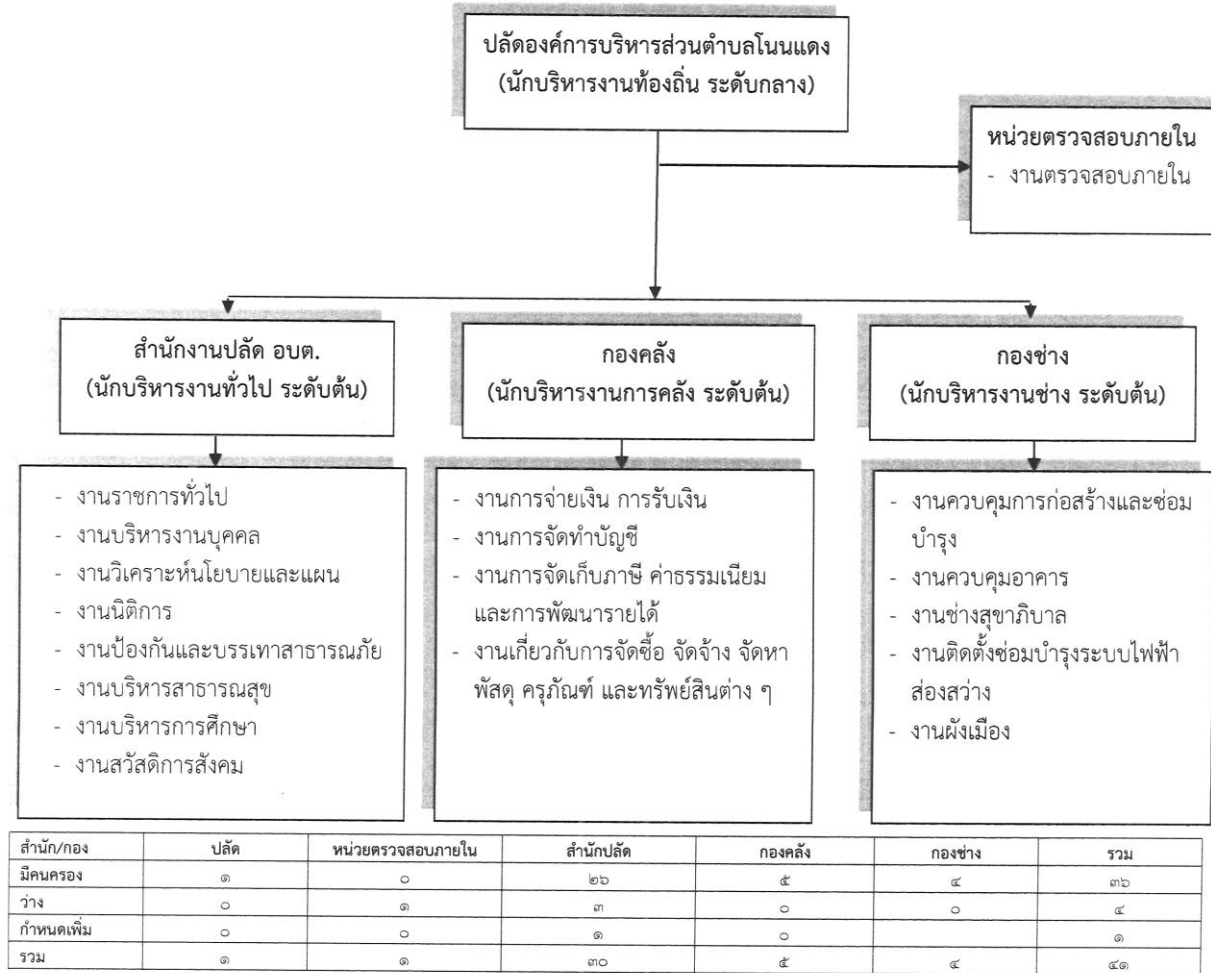 ปลัดองค์การบริหารส่วนตำบลโนนแดง
(นักบริหารงานท้องถิ่น ระดับกลาง)
หน่วยตรวจสอบภายใน
- งานตรวจสอบภายใน
สำนักงานปลัด อบต.
(นักบริหารงานทั่วไป ระดับต้น)
กองคลัง
(นักบริหารงานการคลัง ระดับต้น)
กองช่าง
(นักบริหารงานช่าง ระดับต้น)
- งานราชการทั่วไป
- งานบริหารงานบุคคล
- งานวิเคราะห์นโยบายและแผน
- งานนิติการ
- งานป้องกันและบรรเทาสาธารณภัย
- งานบริหารสาธารณสุข
- งานบริหารการศึกษา
- งานสวัสดิการสังคม
- งานการจ่ายเงิน การรับเงิน
- งานการจัดทำบัญชี
- งานการจัดเก็บภาษี ค่าธรรมเนียม
และการพัฒนารายได้
- งานเกี่ยวกับการจัดซื้อ จัดจ้าง จัดหา
พัสดุ ครุภัณฑ์ และทรัพย์สินต่าง ๆ
- งานควบคุมการก่อสร้างและซ่อม
บำรุง
- งานควบคุมอาคาร
- งานช่างสุขาภิบาล
- งานติดตั้งซ่อมบำรุงระบบไฟฟ้า
ส่องสว่าง
- งานผังเมือง
สำนัก/กอง ปลัด หน่วยตรวจสอบภายใน สำนักปลัด กองคลัง กองช่าง รวม
มีคนครอง ๑ ๐ ๒๖ ๕ ๔ ๓๖
ว่าง ๐ ๑ ๓ ๐ ๐ ๔
กำหนดเพิ่ม ๐ ๐ ๑ ๐ ๑
รวม ๑ ๑ ๓๐ ๕ ๔ ๔๑